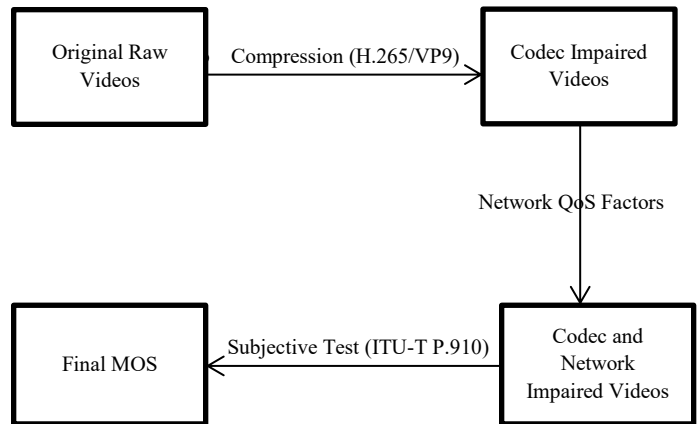 Original Raw
Videos
Compression (H.265/VP9)
Codec Impaired
Videos
Network QoS Factors
Codec and
Network
Impaired Videos
Subjective Test (ITU-T P.910)
Final MOS